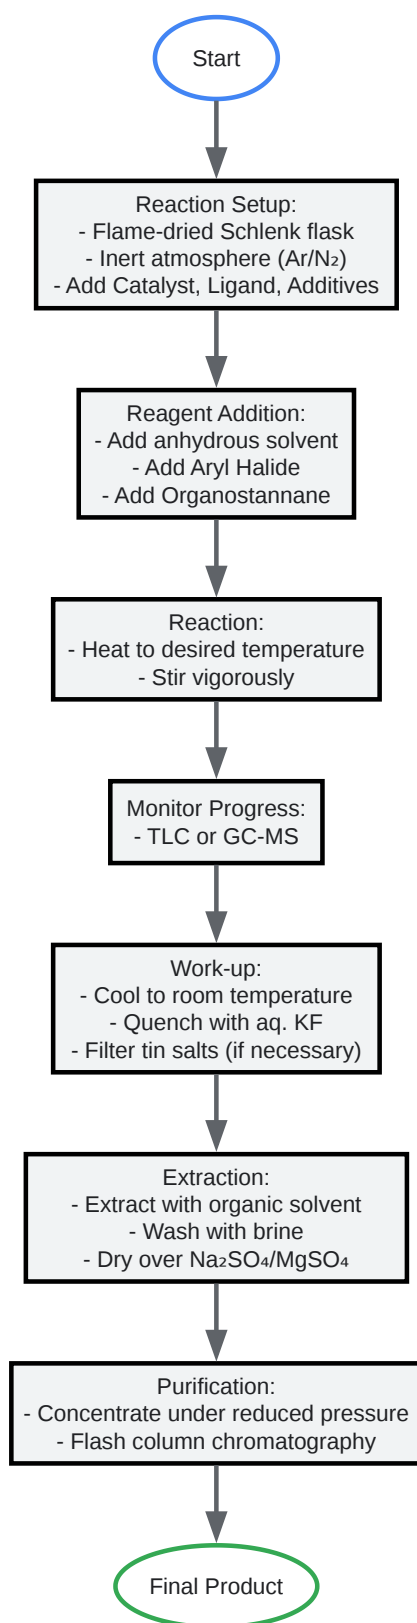 Start
Reaction Setup:
- Flame-dried Schlenk flask
- Inert atmosphere (Ar/N₂)
- Add Catalyst, Ligand, Additives
Reagent Addition:
- Add anhydrous solvent
- Add Aryl Halide
- Add Organostannane
Reaction:
- Heat to desired temperature
- Stir vigorously
Monitor Progress:
- TLC or GC-MS
Work-up:
- Cool to room temperature
- Quench with aq. KF
- Filter tin salts (if necessary)
Extraction:
- Extract with organic solvent
- Wash with brine
- Dry over Na₂SO₄/MgSO₄
Purification:
- Concentrate under reduced pressure
- Flash column chromatography
Final Product